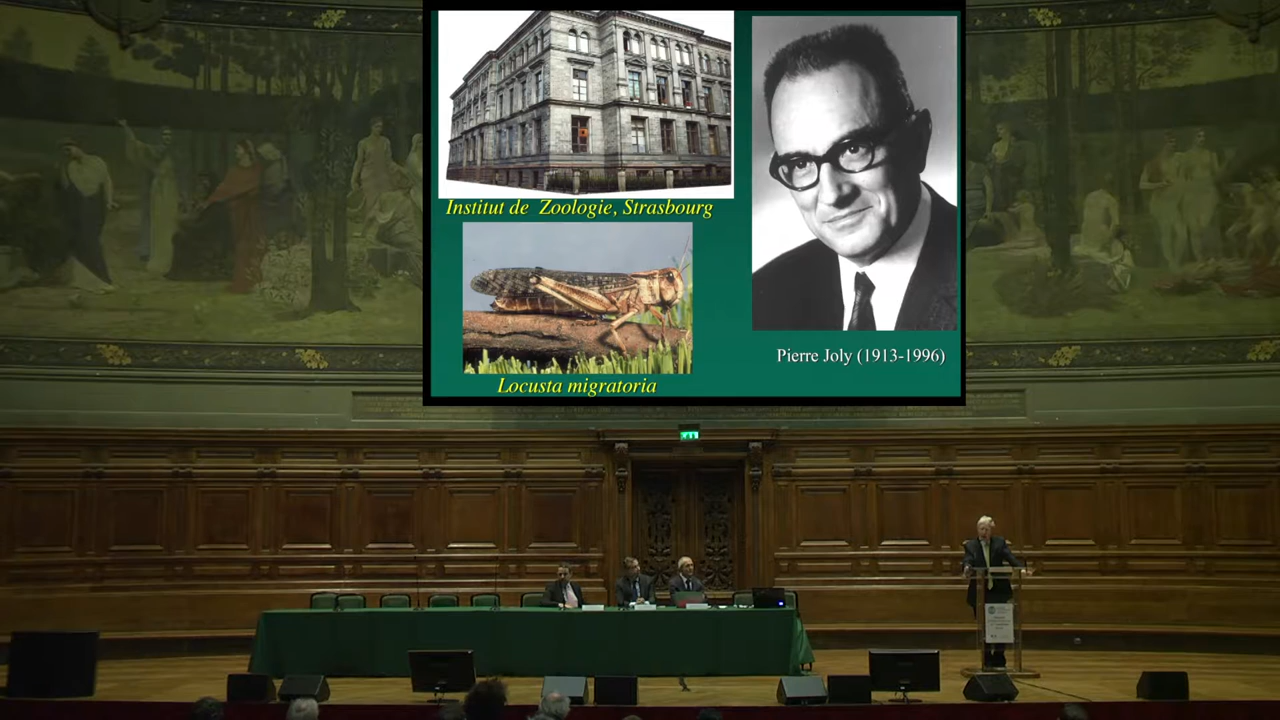 Institut de Zoologie, Strasbourg
Locusta migratoria
Pierre Joly (1913-1996)